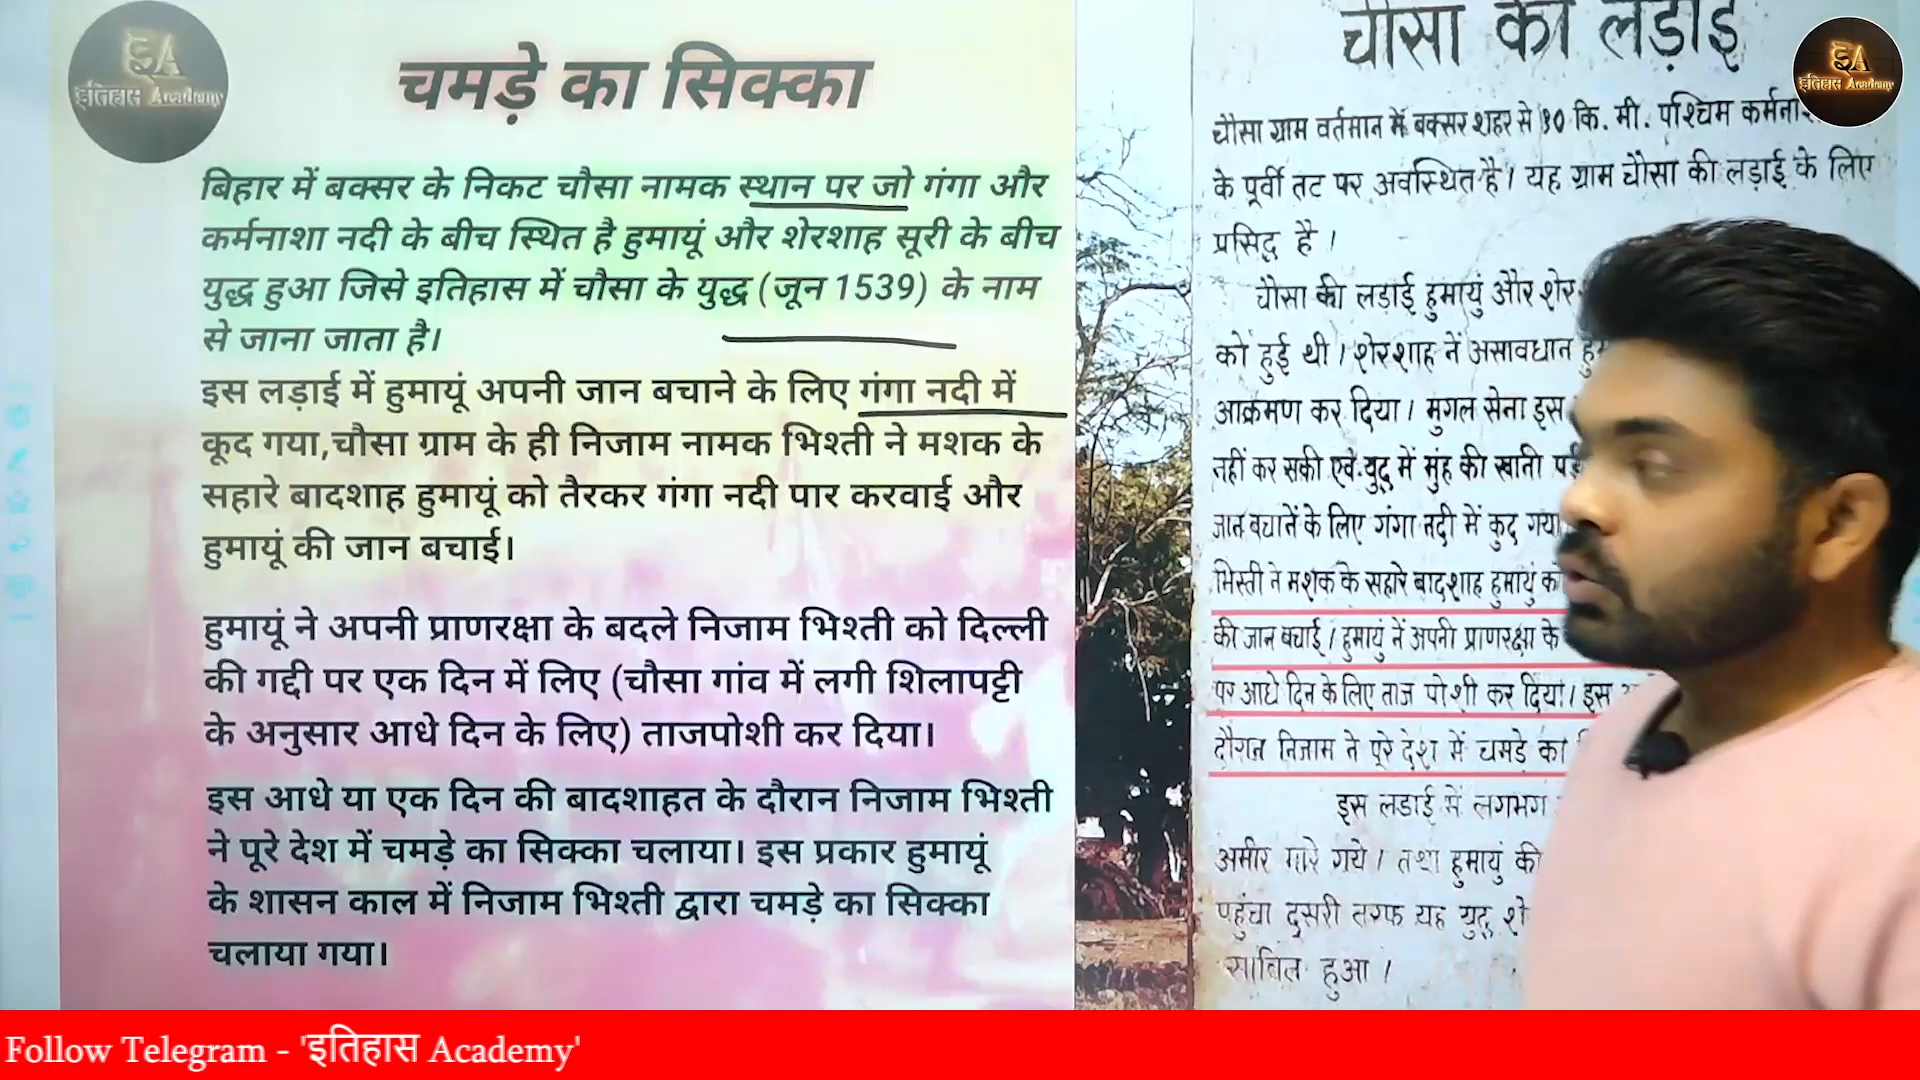 इतिहास Academy
चमड़े का सिक्का
बिहार में बक्सर के निकट चौसा नामक स्थान पर जो गंगा और
कर्मनाशा नदी के बीच स्थित है हुमायूं और शेरशाह सूरी के बीच
युद्ध हुआ जिसे इतिहास में चौसा के युद्ध (जून 1539) के नाम
से जाना जाता है।
इस लड़ाई में हुमायूं अपनी जान बचाने के लिए गंगा नदी में
कूद गया,चौसा ग्राम के ही निजाम नामक भिश्ती ने मशक के
सहारे बादशाह हुमायूं को तैरकर गंगा नदी पार करवाई और
हुमायूं की जान बचाई।
हुमायूं ने अपनी प्राणरक्षा के बदले निजाम भिश्ती को दिल्ली
की गद्दी पर एक दिन में लिए (चौसा गांव में लगी शिलापट्टी
के अनुसार आधे दिन के लिए) ताजपोशी कर दिया।
इस आधे या एक दिन की बादशाहत के दौरान निजाम भिश्ती
ने पूरे देश में चमड़े का सिक्का चलाया। इस प्रकार हुमायूं
के शासन काल में निजाम भिश्ती द्वारा चमड़े का सिक्का
चलाया गया।
चौसा की लड़ाई
इतिहास Academy
चौसा ग्राम वर्तमान में बक्सर शहर से 10 कि. मी. पश्चिम
के पूर्वी तट पर अवस्थित है। यह ग्राम चौसा की लड़ाई के लिए
प्रसिद्ध है।
चौसा की लड़ाई हुमायुं और
को हुई थी। शेरशाह नें असावधान
आक्रमण कर दिया। मुगल सेना इस
नहीं कर सकी एवं युद्ध में मुंह की खानी
जान बचानें के लिए गंगा नदी में कुद गया
भिस्ती ने मशक के सहारे बादशाह हुमायुं को
की जान बचाई। हुमायुं नें अपनी प्राणरक्षा के
पर आधे दिन के लिए ताज पोशी कर दिया। इस
दौरान निजाम ने पूरे देश में चमडे का
इस लडाई में लगभग
अमीर मारे गये। तथा हुमायुं की
पहुंचा दुसरी तरफ यह युद्ध
साबित हुआ।
Follow Telegram - 'इतिहास Academy'